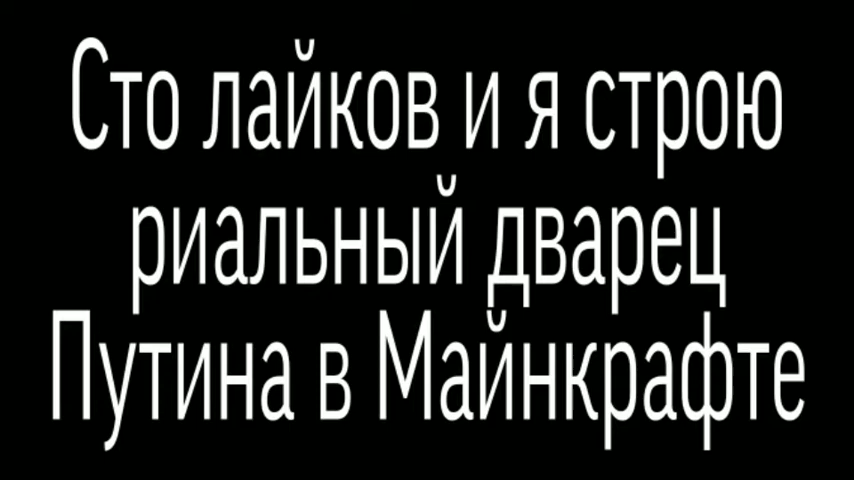 Сто лайков и я строю
риальный дварец
Путина в Майнкрафте